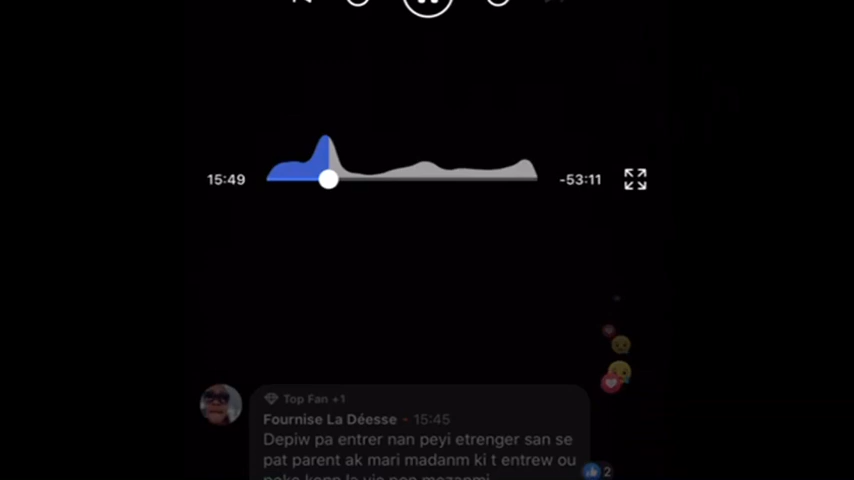 15:49
-53:11
Top Fan +1
Fournise La Déesse • 15:45
Depiw pa entrer nan peyi etrenger san se
pat parent ak mari madanm ki t entrew ou
2